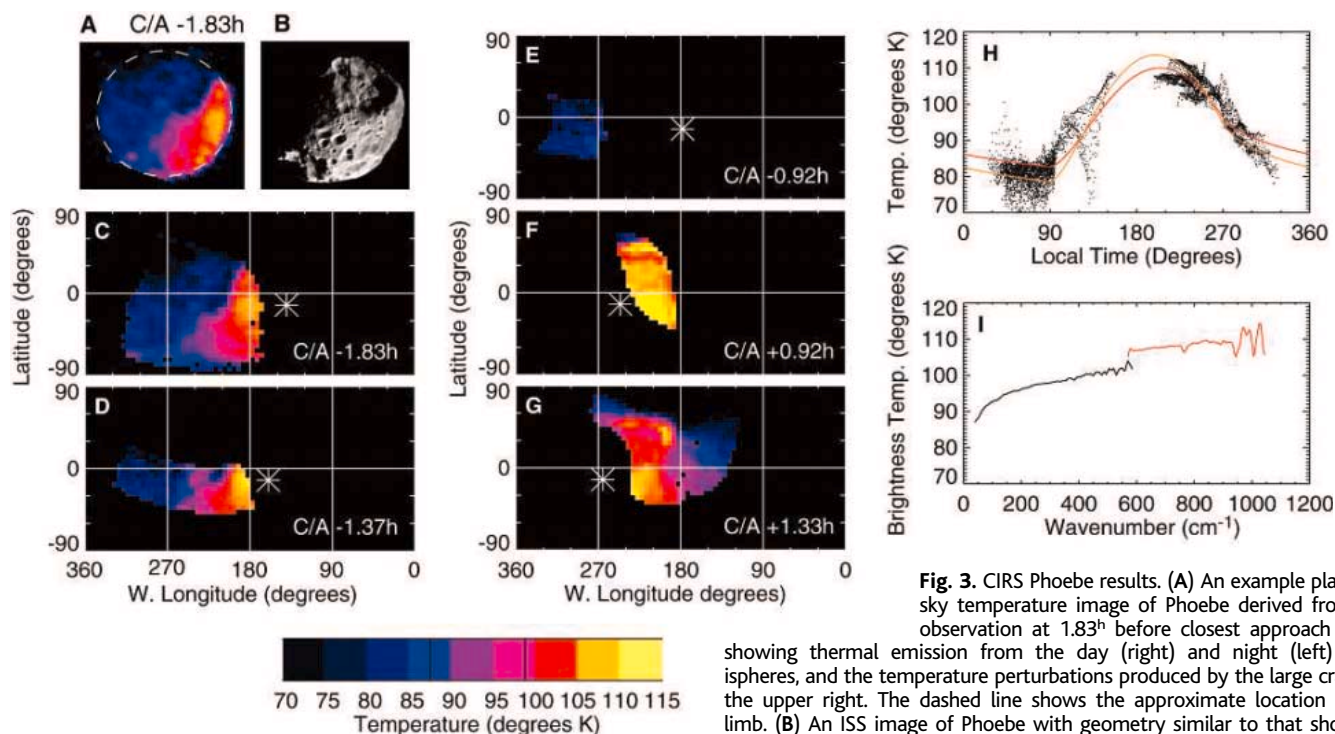 A C/A -1.83h B
C
C/A -1.83h
D
C/A -1.37h
90
0
-90
90
0
-90
Latitude (degrees)
360 270 180 90 0
W. Longitude (degrees)
E
C/A -0.92h
F
C/A +0.92h
G
C/A +1.33h
90
0
-90
90
0
-90
90
0
-90
Latitude (degrees)
360 270 180 90 0
W. Longitude degrees)
70 75 80 85 90 95 100 105 110 115
Temperature (degrees K)
H
120
110
100
90
80
70
Temp. (degrees K)
0 90 180 270 360
Local Time (Degrees)
I
120
110
100
90
80
70
Brightness Temp. (degrees K)
0 200 400 600 800 1000 1200
Wavenumber (cm-1)
Fig. 3. CIRS Phoebe results. (A) An example pla
sky temperature image of Phoebe derived fro
observation at 1.83h before closest approach
showing thermal emission from the day (right) and night (left)
ispheres, and the temperature perturbations produced by the large cr
the upper right. The dashed line shows the approximate location
limb. (B) An ISS image of Phoebe with geometry similar to that sho